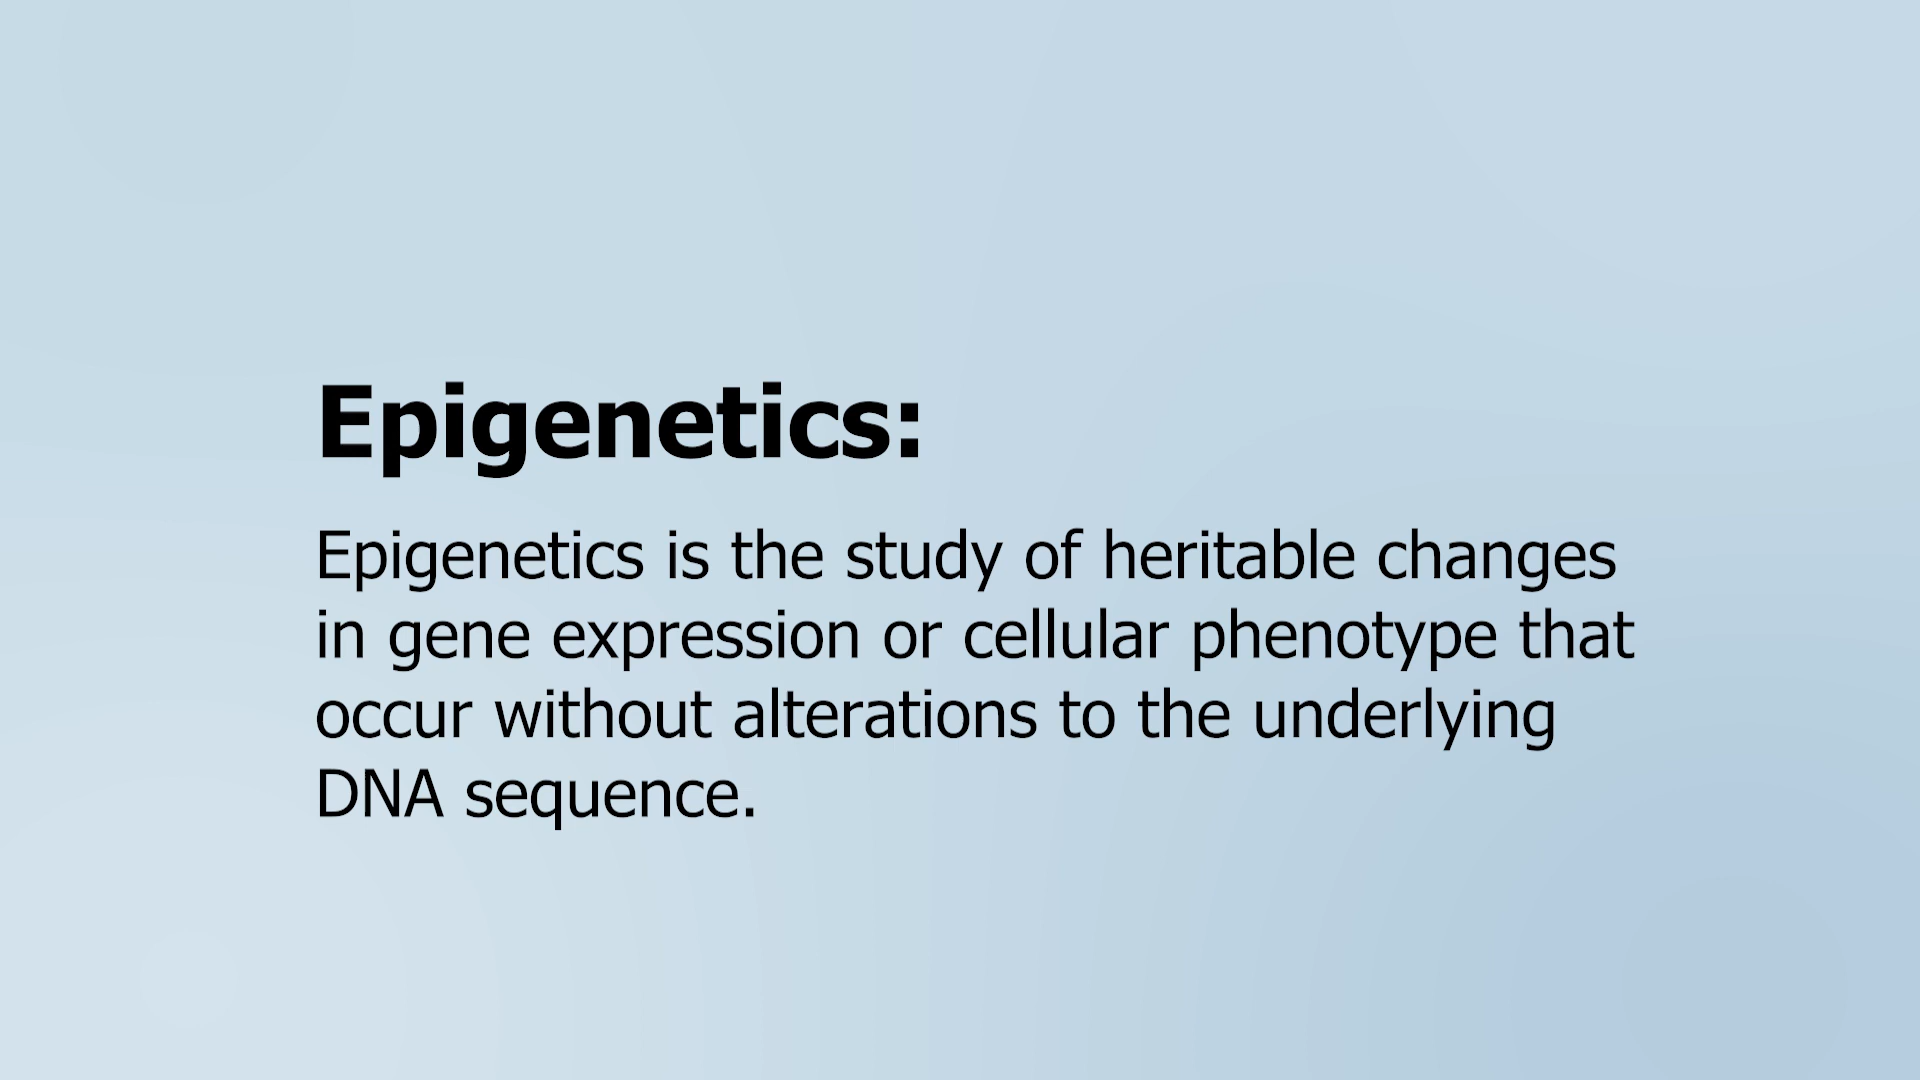 Epigenetics:
Epigenetics is the study of heritable changes
in gene expression or cellular phenotype that
occur without alterations to the underlying
DNA sequence.